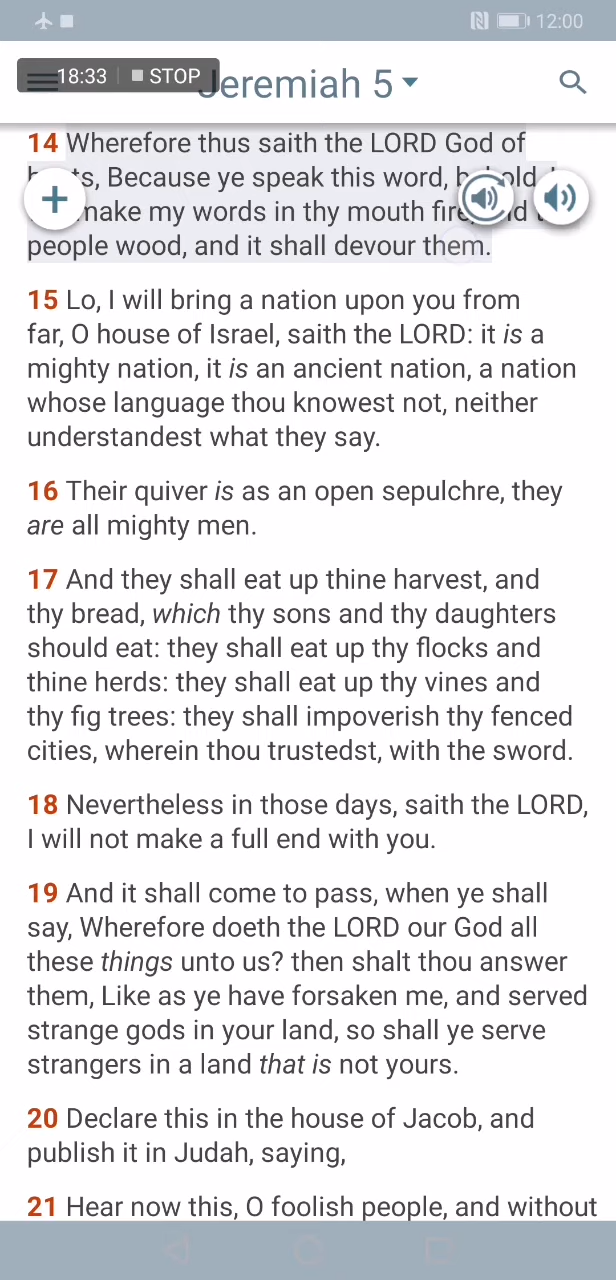 12:00
18:33 STOP
Jeremiah 5
14 Wherefore thus saith the LORD God of
Because ye speak this word,
make my words in thy mouth fire,
people wood, and it shall devour them.
15 Lo, I will bring a nation upon you from
far, O house of Israel, saith the LORD: it is a
mighty nation, it is an ancient nation, a nation
whose language thou knowest not, neither
understandest what they say.
16 Their quiver is as an open sepulchre, they
are all mighty men.
17 And they shall eat up thine harvest, and
thy bread, which thy sons and thy daughters
should eat: they shall eat up thy flocks and
thine herds: they shall eat up thy vines and
thy fig trees: they shall impoverish thy fenced
cities, wherein thou trustedst, with the sword.
18 Nevertheless in those days, saith the LORD,
I will not make a full end with you.
19 And it shall come to pass, when ye shall
say, Wherefore doeth the LORD our God all
these things unto us? then shalt thou answer
them, Like as ye have forsaken me, and served
strange gods in your land, so shall ye serve
strangers in a land that is not yours.
20 Declare this in the house of Jacob, and
publish it in Judah, saying,
21 Hear now this, O foolish people, and without